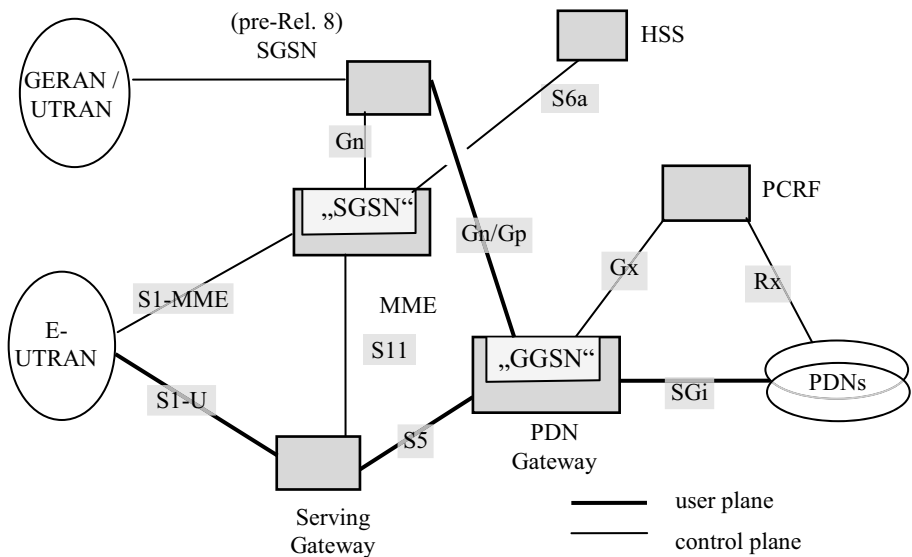 (pre-Rel. 8)
SGSN
HSS
GERAN /
UTRAN
S6a
Gn
„SGSN“
PCRF
Gn/Gp
Gx
Rx
S1-MME
MME
E-
UTRAN
S11
„GGSN“
PDNs
SGi
S1-U
S5
PDN
Gateway
user plane
Serving
Gateway
control plane